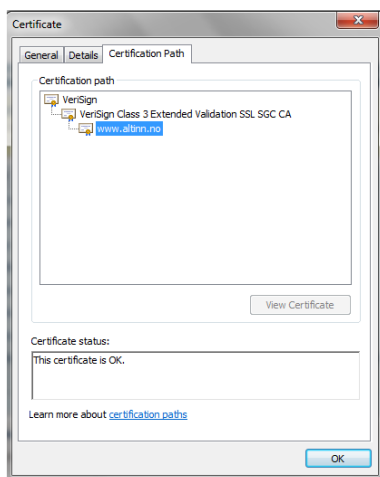 Certificate
General Details Certification Path
Certification path
VeriSign
VeriSign Class 3 Extended Validation SSL SGC CA
www.altinn.no
View Certificate
Certificate status:
This certificate is OK.
Learn more about certification paths
OK